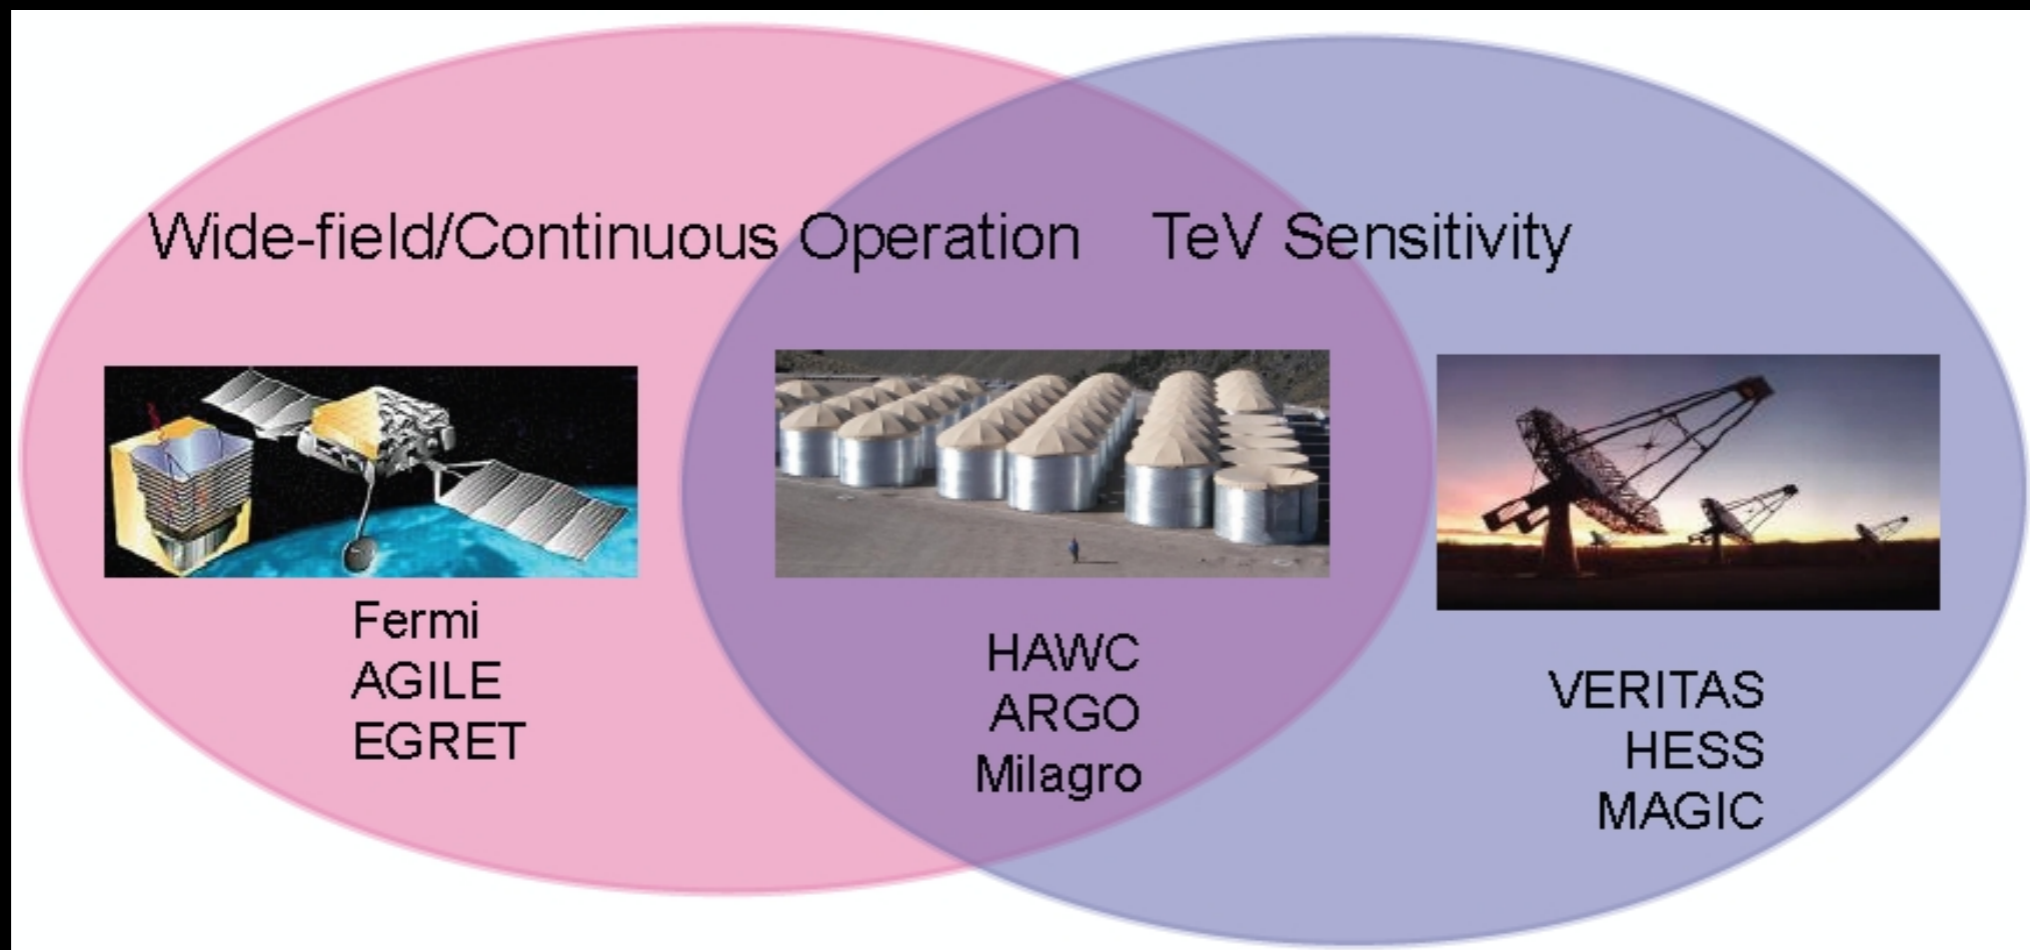 Wide-field/Continuous Operation
TeV Sensitivity
Fermi
AGILE
EGRET
HAWC
ARGO
Milagro
VERITAS
HESS
MAGIC